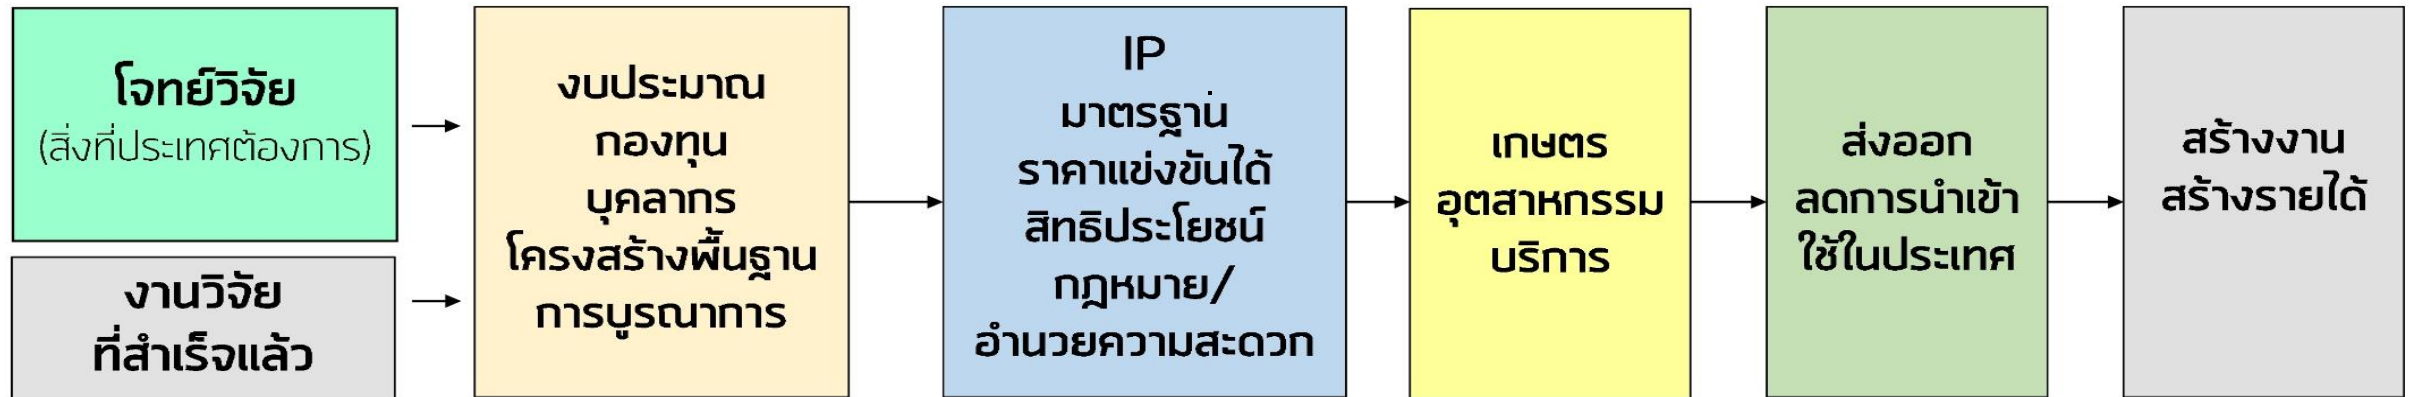 โจทย์วิจัย
(สิ่งที่ประเทศต้องการ)
งานวิจัย
ที่สำเร็จแล้ว
งบประมาณ
กองทุน
บุคลากร
โครงสร้างพื้นฐาน
การบูรณาการ
IP
มาตรฐาน
ราคาแข่งขันได้
สิทธิประโยชน์
กฎหมาย/
อำนวยความสะดวก
เกษตร
อุตสาหกรรม
บริการ
ส่งออก
ลดการนำเข้า
ใช้ในประเทศ
สร้างงาน
สร้างรายได้